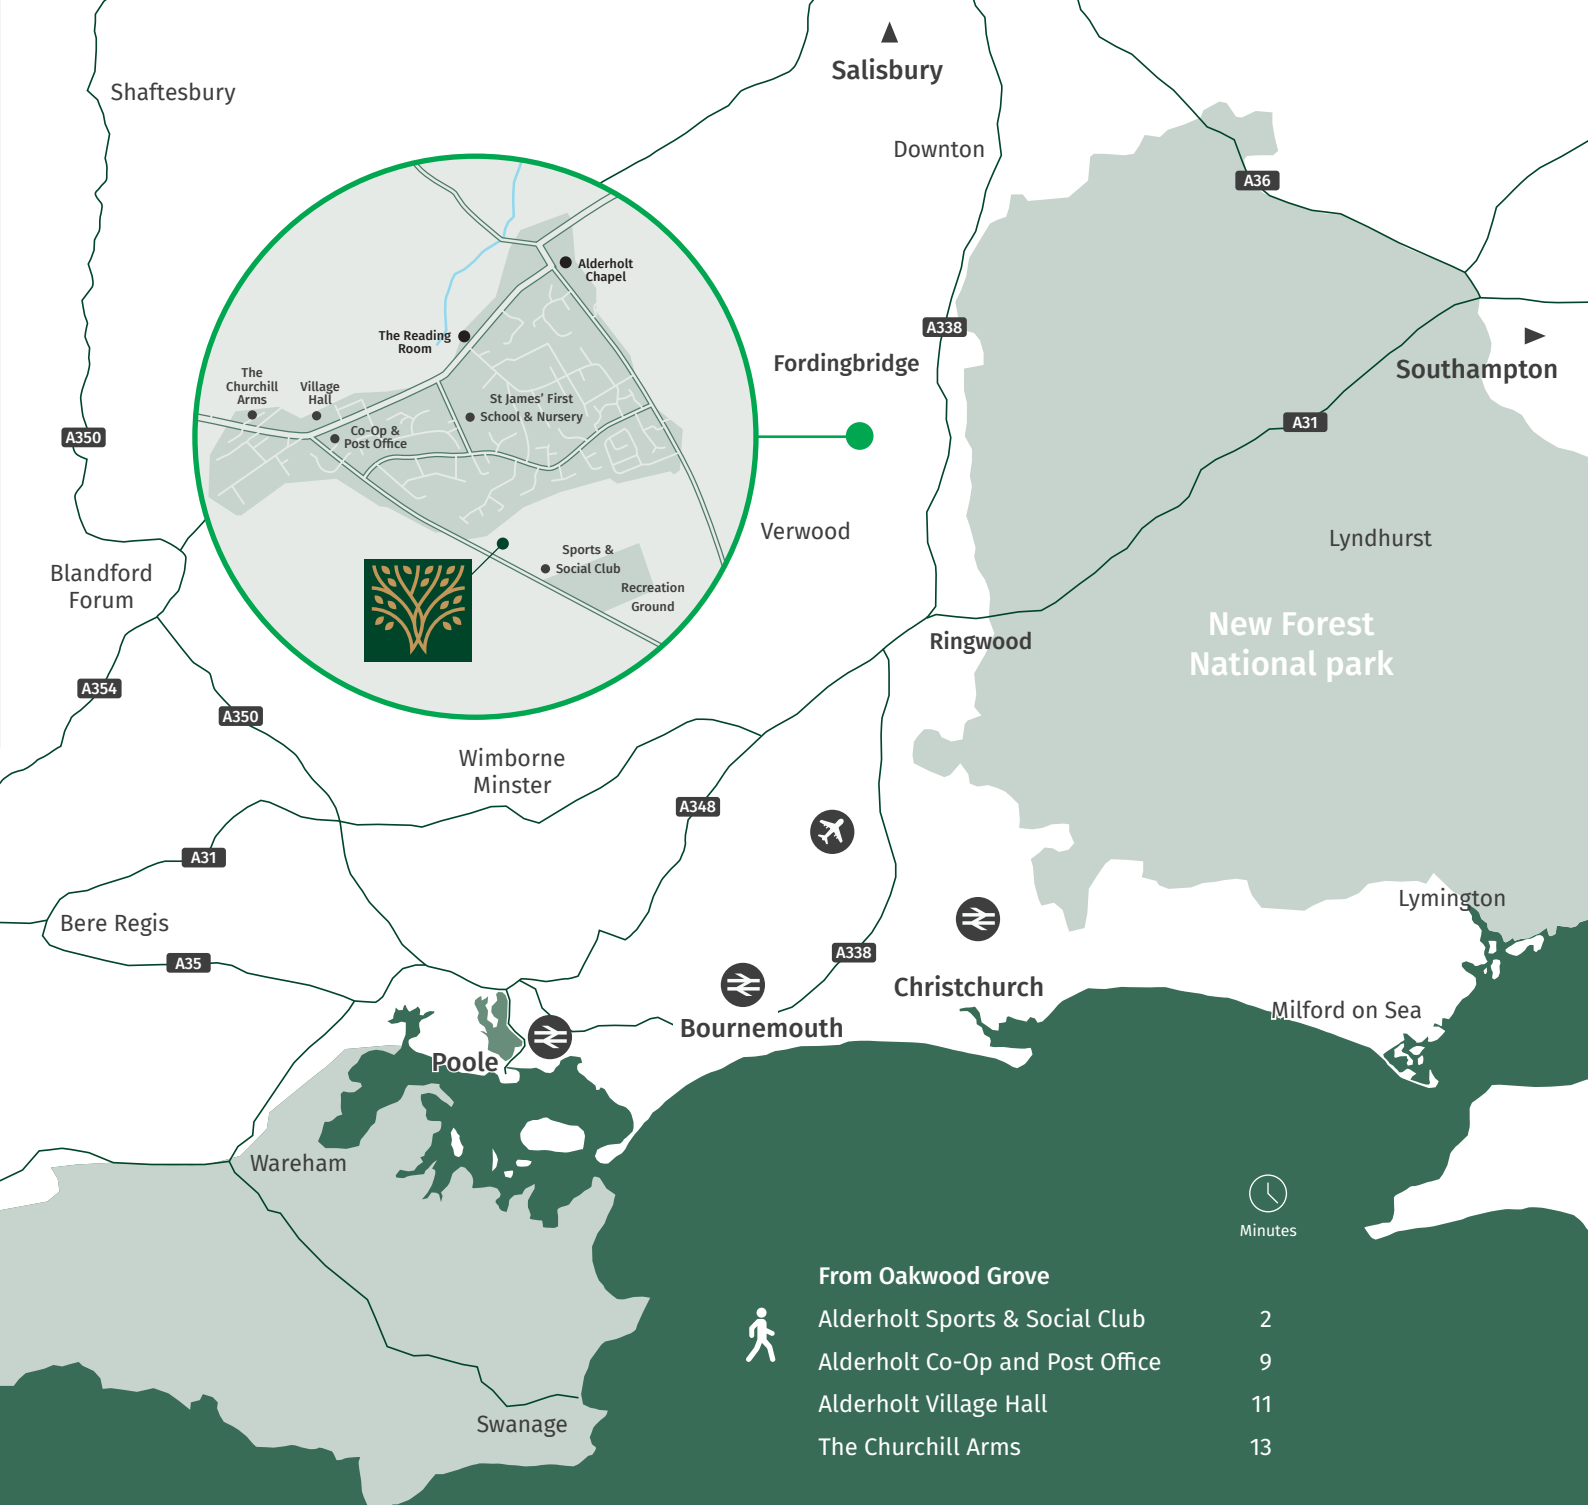 Salisbury
Shaftesbury
Downton
A36
Alderholt
Chapel
A338
The Reading
Room
Fordingbridge
Southampton
The
Churchill
Arms
Village
Hall
St James’ First
School & Nursery
A31
Co-Op &
Post Office
A350
Verwood
Lyndhurst
Sports &
Social Club
Recreation
Ground
Blandford
Forum
New Forest
National park
Ringwood
A354
A350
Wimborne
Minster
A348
A31
Lymington
Bere Regis
A35
A338
Christchurch
Milford on Sea
Bournemouth
Poole
Wareham
Swanage
Minutes
From Oakwood Grove
Alderholt Sports & Social Club 2
Alderholt Co-Op and Post Office 9
Alderholt Village Hall 11
The Churchill Arms 13